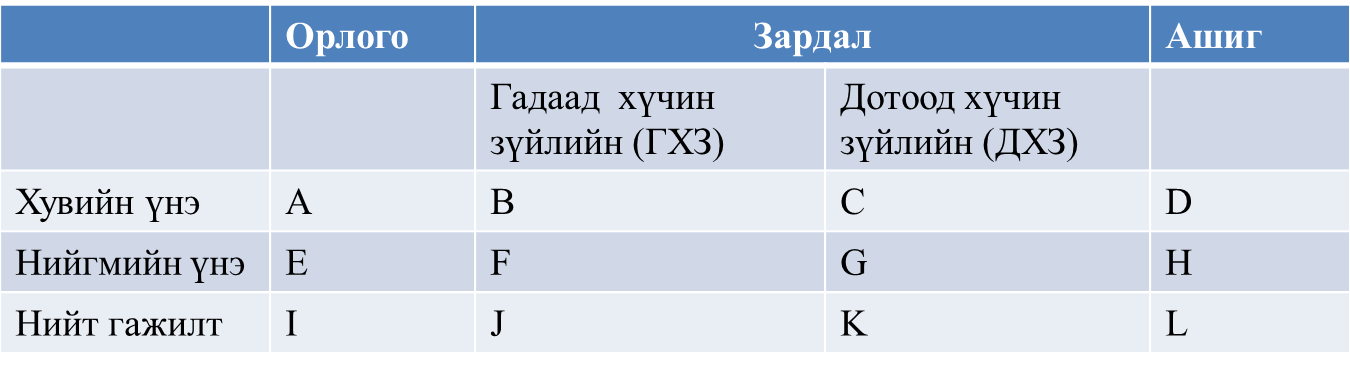 Орлого Зардал Ашиг
Гадаад хүчин зүйлийн (ГХЗ) Дотоод хүчин зүйлийн (ДХЗ)
Хувийн үнэ A B C D
Нийгмийн үнэ E F G H
Нийт гажилт I J K L